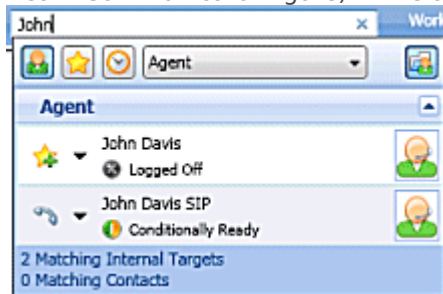 John
Work
Agent
Agent
John Davis
Logged Off
John Davis SIP
Conditionally Ready
2 Matching Internal Targets
0 Matching Contacts